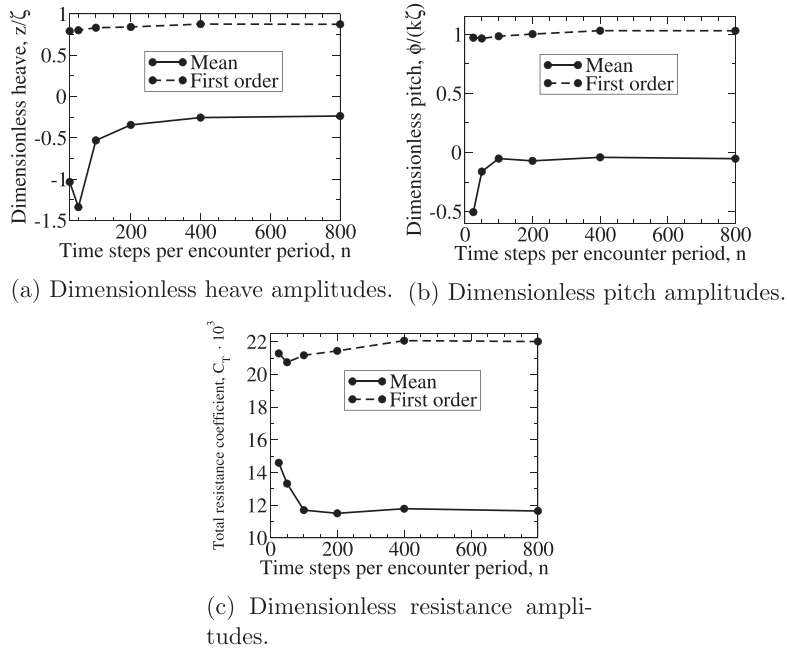 Dimensionless heave, z/ζ
1
0.5
0
-0.5
-1
-1.5
Mean
First order
200 400 600 800
Time steps per encounter period, n
(a) Dimensionless heave amplitudes.
Dimensionless pitch, ϕ/(kζ)
1
0.5
0
-0.5
Mean
First order
0 200 400 600 800
Time steps per encounter period, n
(b) Dimensionless pitch amplitudes.
Total resistance coefficient, C_T · 10³
22
20
18
16
14
12
10
Mean
First order
0 200 400 600 800
Time steps per encounter period, n
(c) Dimensionless resistance ampli-
tudes.